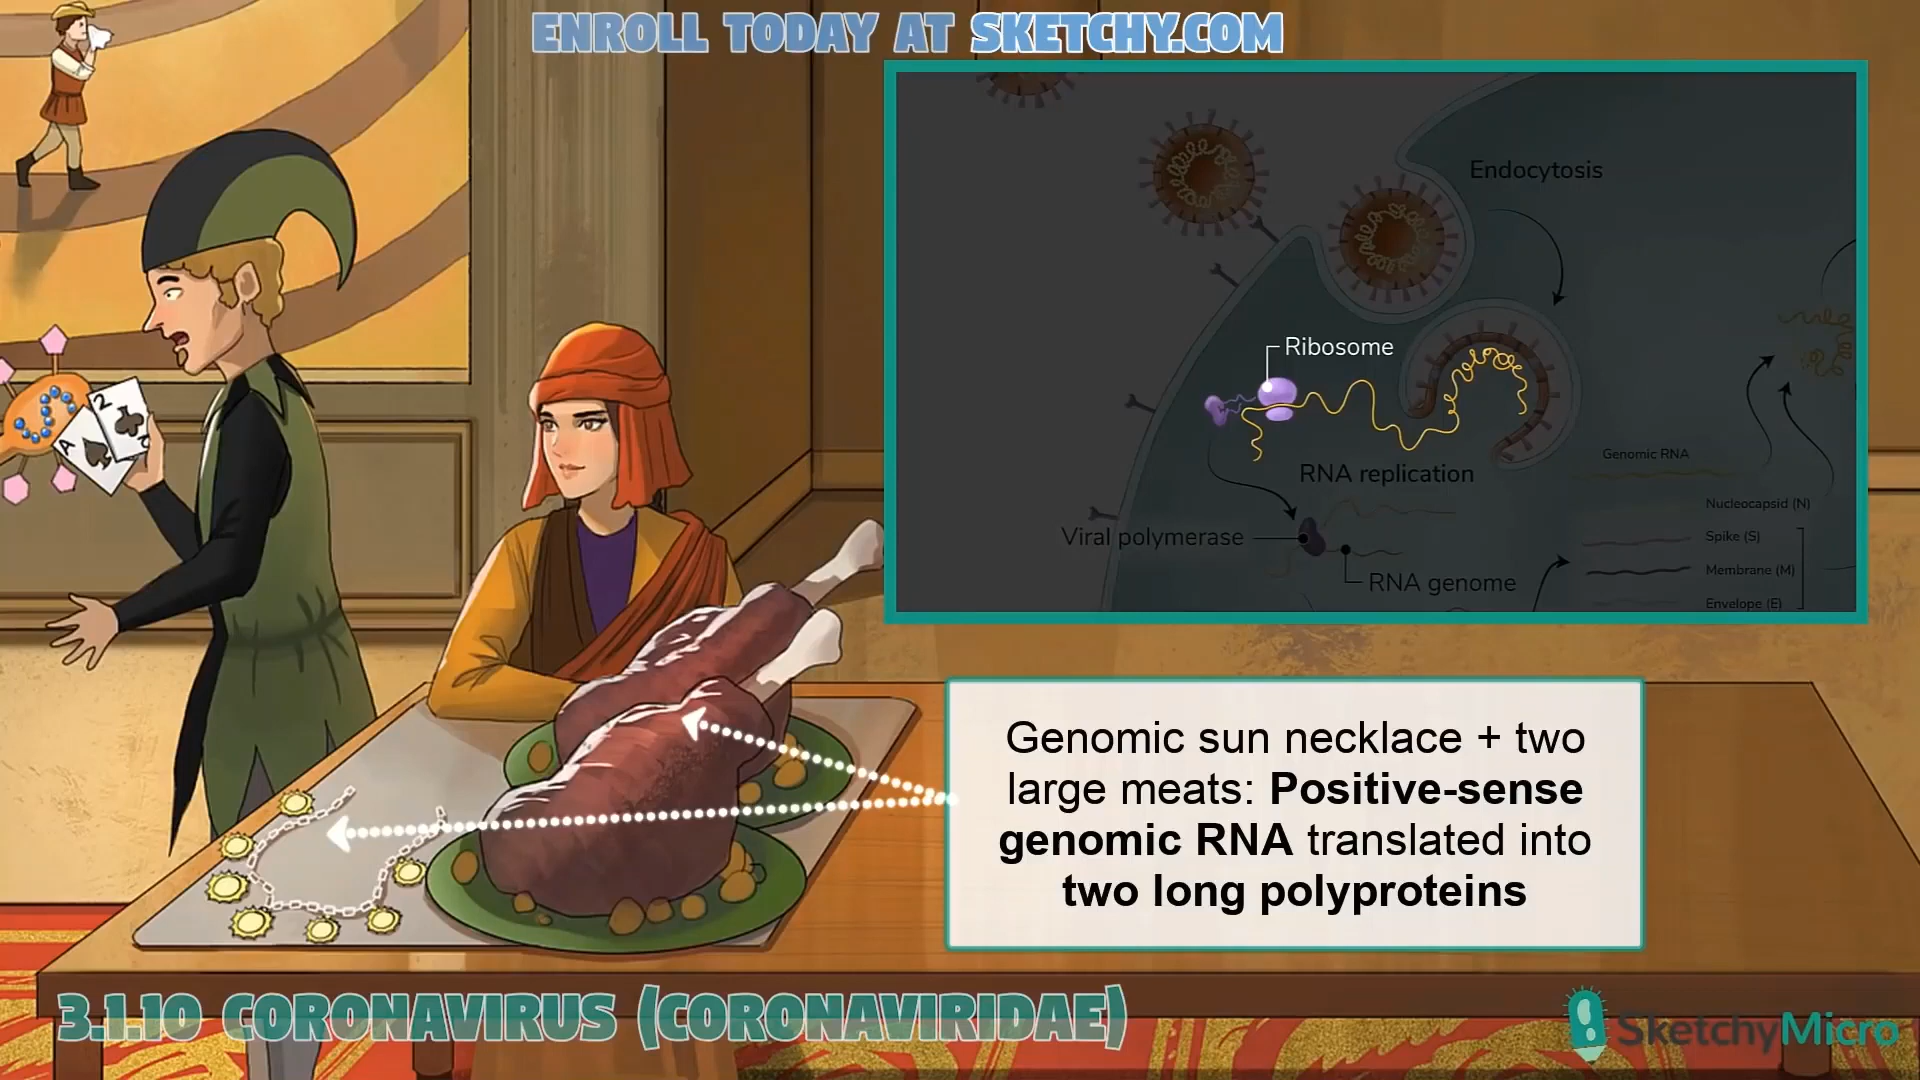 ENROLL TODAY AT SKETCHY.COM
Endocytosis
Ribosome
Genomic RNA
RNA replication
Nucleocapsid (N)
Viral polymerase
Spike (S)
Membrane (M)
RNA genome
Envelope (E)
A
2
2
Genomic sun necklace + two
large meats: Positive-sense
genomic RNA translated into
two long polyproteins
3.1.10 CORONAVIRUS (CORONAVIRIDAE)
SketchyMicro